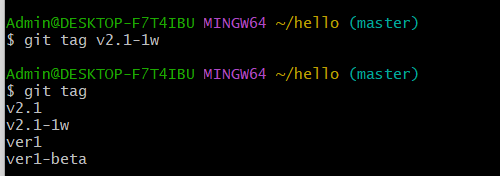 Admin@DESKTOP-F7T4IBU MINGW64 ~/hello (master)
$ git tag v2.1-1w
Admin@DESKTOP-F7T4IBU MINGW64 ~/hello (master)
$ git tag
v2.1
v2.1-1w
ver1
ver1-beta